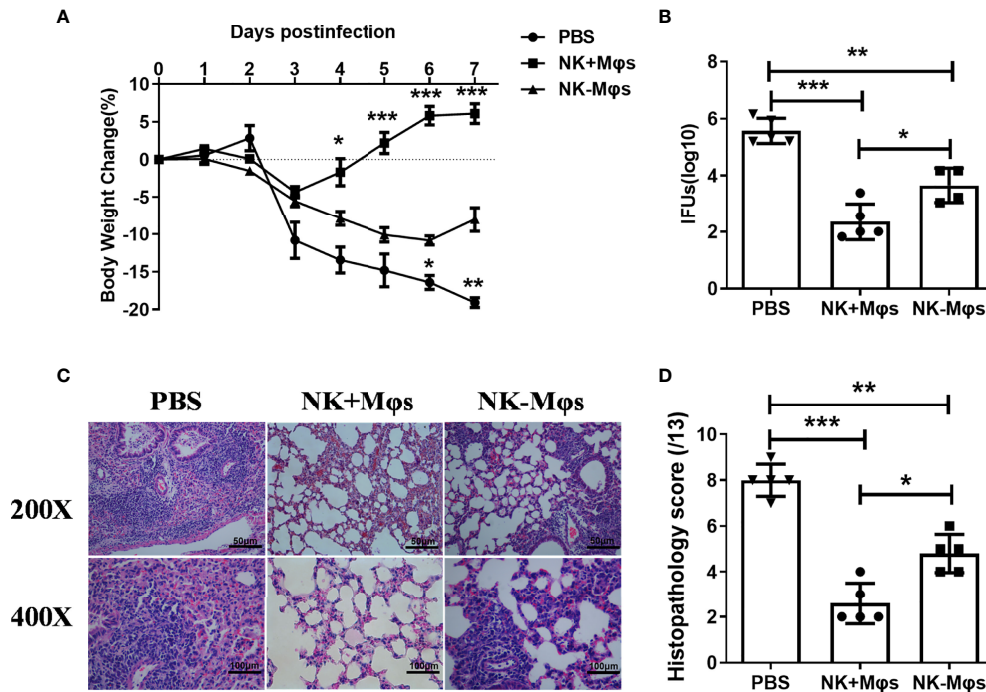 A
Days postinfection
0 1 2 3 4 5 6 7
10
5
0
-5
-10
-15
-20
Body Weight Change(%)
* *** *** ***
* **
PBS
NK+Mφs
NK-Mφs
B
**
***
*
8
6
4
2
0
IFUs(log10)
PBS NK+Mφs NK-Mφs
C
PBS NK+Mφs NK-Mφs
200X
50μm 50μm 50μm
400X
100μm 100μm 100μm
D
**
***
*
10
8
6
4
2
0
Histopathology score (/13)
PBS NK+Mφs NK-Mφs